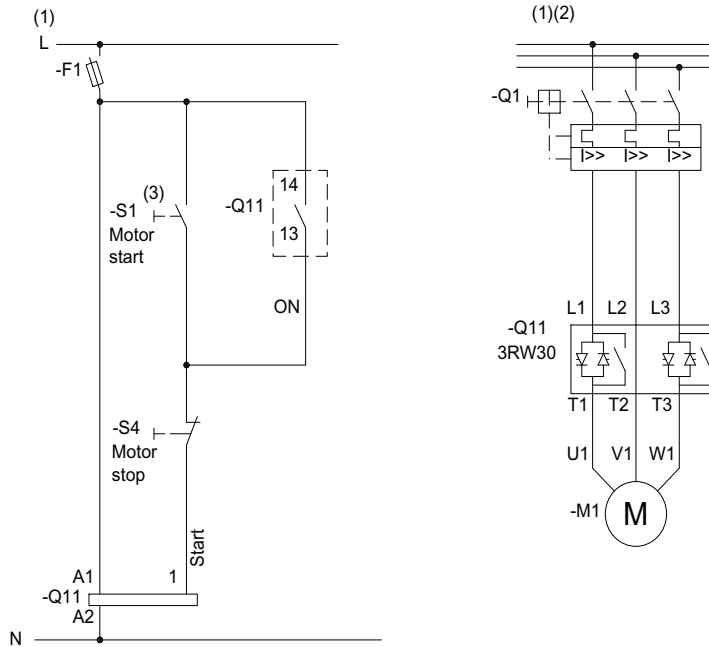 (1)
L
-F1
(3)
-S1
Motor
start
-Q11
14
13
ON
-S4
Motor
stop
Start
A1
1
-Q11
A2
N
(1)(2)
-Q1
I>> I>> I>>
L1 L2 L3
-Q11
3RW30
T1 T2 T3
U1 V1 W1
-M1
M